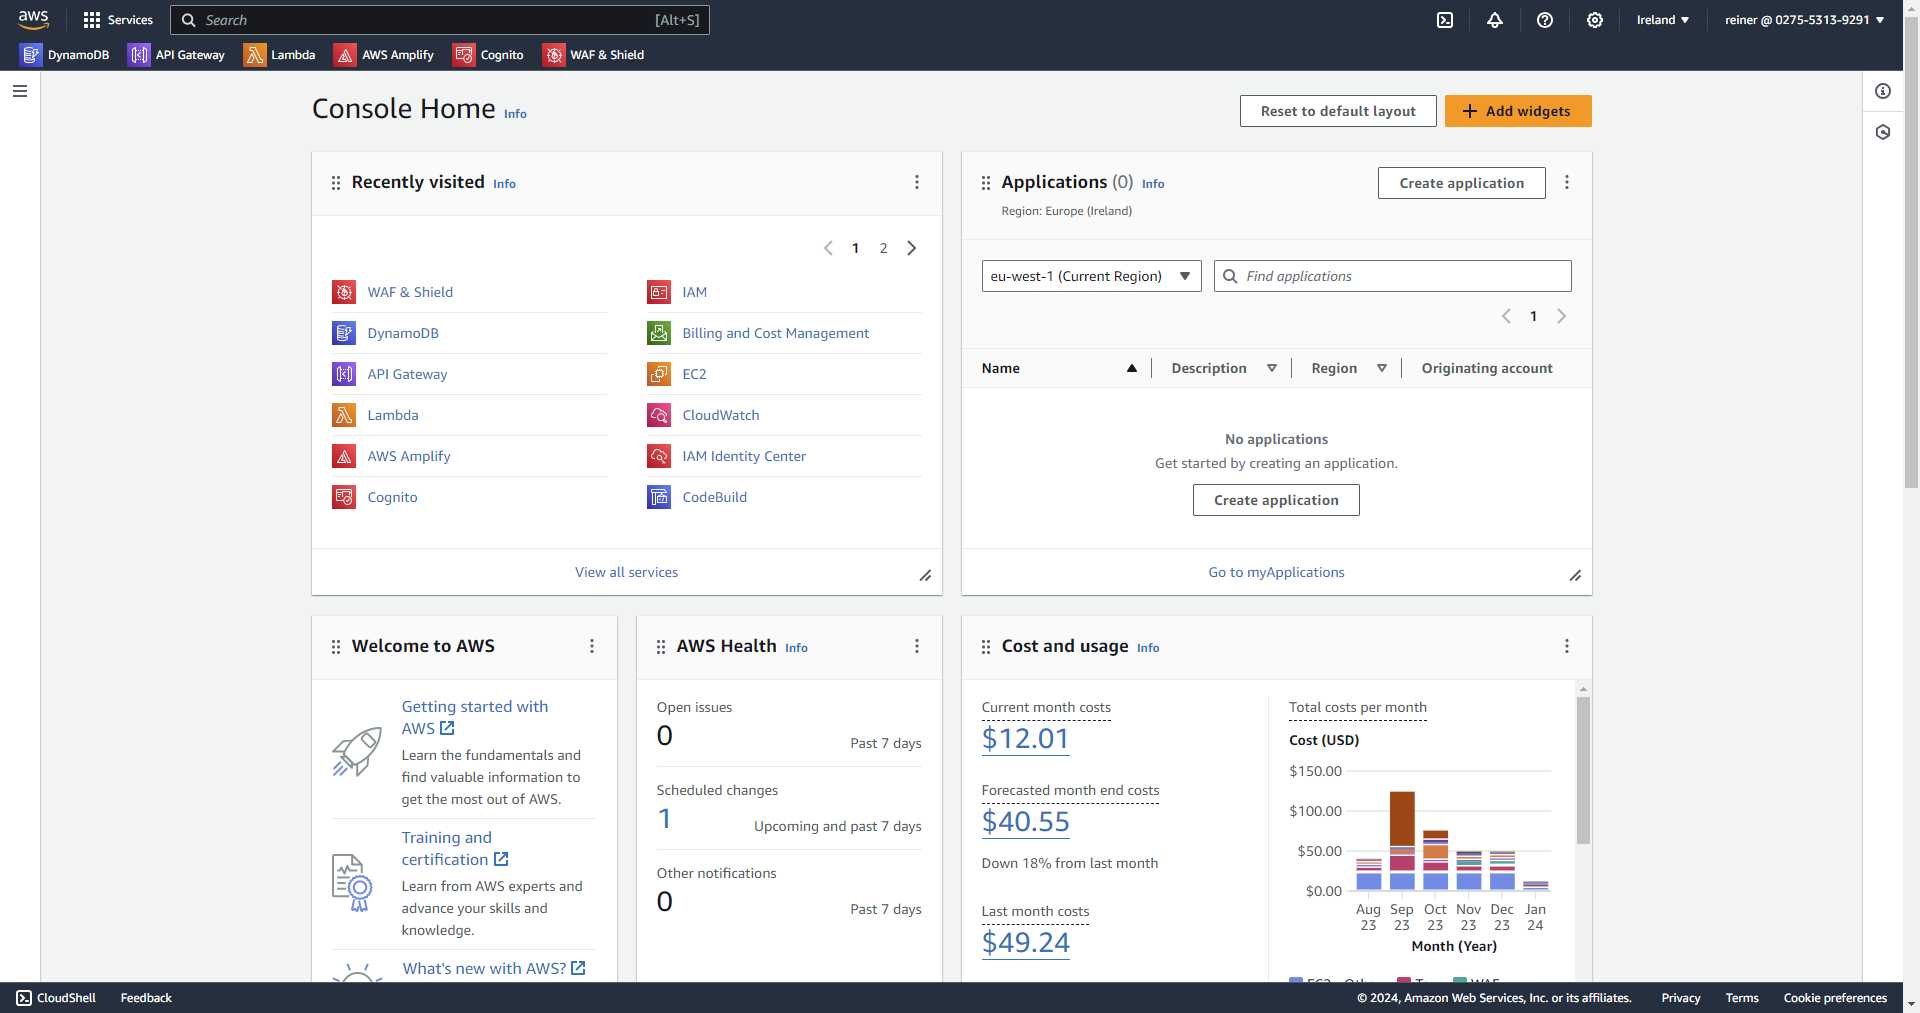 aws
Services
Search
[Alt+S]
Ireland
reiner @ 0275-5313-9291
DynamoDB
API Gateway
Lambda
AWS Amplify
Cognito
WAF & Shield
Console Home Info
Reset to default layout
Add widgets
Recently visited Info
1 2
WAF & Shield
DynamoDB
API Gateway
Lambda
AWS Amplify
Cognito
IAM
Billing and Cost Management
EC2
CloudWatch
IAM Identity Center
CodeBuild
View all services
Applications (0) Info
Region: Europe (Ireland)
Create application
eu-west-1 (Current Region)
Find applications
1
Name
Description
Region
Originating account
No applications
Get started by creating an application.
Create application
Go to myApplications
Welcome to AWS
Getting started with
AWS
Learn the fundamentals and
find valuable information to
get the most out of AWS.
Training and
certification
Learn from AWS experts and
advance your skills and
knowledge.
What's new with AWS?
AWS Health Info
Open issues
0
Past 7 days
Scheduled changes
1
Upcoming and past 7 days
Other notifications
0
Past 7 days
Cost and usage Info
Current month costs
$12.01
Forecasted month end costs
$40.55
Down 18% from last month
Last month costs
$49.24
Total costs per month
Cost (USD)
$150.00
$100.00
$50.00
$0.00
Aug Sep Oct Nov Dec Jan
23 23 23 23 23 24
Month (Year)
CloudShell
Feedback
© 2024, Amazon Web Services, Inc. or its affiliates.
Privacy
Terms
Cookie preferences